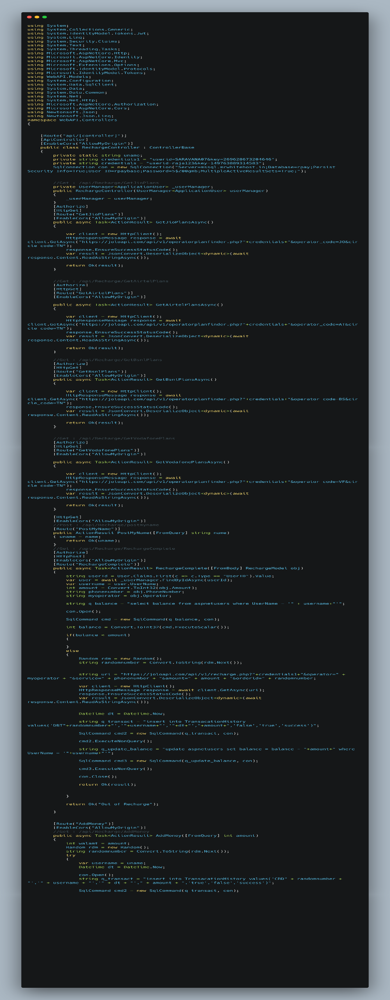 using System;
using System.Collections.Generic;
using System.IdentityModel.Tokens.Jwt;
using System.Linq;
using System.Security.Claims;
using System.Text;
using System.Threading.Tasks;
using Microsoft.AspNetCore.Http;
using Microsoft.AspNetCore.Identity;
using Microsoft.AspNetCore.Mvc;
using Microsoft.Extensions.Options;
using Microsoft.IdentityModel.Protocols;
using Microsoft.IdentityModel.Tokens;
using WebAPI.Models;
using System.Configuration;
using System.Data.SqlClient;
using System.Data;
using System.Data.Common;
using System.Net;
using System.Net.Http;
using Microsoft.AspNetCore.Authorization;
using Microsoft.AspNetCore.Cors;
using Newtonsoft.Json;
using Newtonsoft.Json.Linq;
namespace WebAPI.Controllers
{
[Route("api/[controller]")]
[ApiController]
[EnableCors("AllowMyOrigin")]
public class RechargeController : ControllerBase
{
private static string uname;
private string credentials1 = "userid=SARAVANA07&key=269628673204646";
private string credentials = "userid=raja123&key=149763889314583";
SqlConnection con = new SqlConnection("Server=mssql.mrwhitehost.in;Database=rpay;Persist
Security Info=True;User ID=rpaybase;Password=5$Z00gmb;MultipleActiveResultSets=True;");
//Get : /api/Recharge/GetJioPlans
private UserManager<ApplicationUser> _userManager;
public RechargeController(UserManager<ApplicationUser> userManager)
{
_userManager = userManager;
}
[Authorize]
[HttpGet]
[Route("GetJioPlans")]
[EnableCors("AllowMyOrigin")]
public async Task<ActionResult> GetJioPlansAsync()
{
var client = new HttpClient();
HttpResponseMessage response = await
client.GetAsync("https://joloapi.com/api/v1/operatorplanfinder.php?"+credentials+"&operator_code=JO&cir
cle_code=TN");
response.EnsureSuccessStatusCode();
var result = JsonConvert.DeserializeObject<dynamic>(await
response.Content.ReadAsStringAsync());
return Ok(result);
}
//Get : /api/Recharge/GetAirtelPlans
[Authorize]
[HttpGet]
[Route("GetAirtelPlans")]
[EnableCors("AllowMyOrigin")]
public async Task<ActionResult> GetAirtelPlansAsync()
{
var client = new HttpClient();
HttpResponseMessage response = await
client.GetAsync("https://joloapi.com/api/v1/operatorplanfinder.php?"+credentials+"&operator_code=AT&cir
cle_code=TN");
response.EnsureSuccessStatusCode();
var result = JsonConvert.DeserializeObject<dynamic>(await
response.Content.ReadAsStringAsync());
return Ok(result);
}
//Get : /api/Recharge/GetBsnlPlans
[Authorize]
[HttpGet]
[Route("GetBsnlPlans")]
[EnableCors("AllowMyOrigin")]
public async Task<ActionResult> GetBsnlPlansAsync()
{
var client = new HttpClient();
HttpResponseMessage response = await
client.GetAsync("https://joloapi.com/api/v1/operatorplanfinder.php?"+credentials+"&operator_code=BS&cir
cle_code=TN");
response.EnsureSuccessStatusCode();
var result = JsonConvert.DeserializeObject<dynamic>(await
response.Content.ReadAsStringAsync());
return Ok(result);
}
//Get : /api/Recharge/GetVodafonePlans
[Authorize]
[HttpGet]
[Route("GetVodafonePlans")]
[EnableCors("AllowMyOrigin")]
public async Task<ActionResult> GetVodafonePlansAsync()
{
var client = new HttpClient();
HttpResponseMessage response = await
client.GetAsync("https://joloapi.com/api/v1/operatorplanfinder.php?"+credentials+"&operator_code=VF&cir
cle_code=TN");
response.EnsureSuccessStatusCode();
var result = JsonConvert.DeserializeObject<dynamic>(await
response.Content.ReadAsStringAsync());
return Ok(result);
}
[HttpGet]
[EnableCors("AllowMyOrigin")]
//Post : /api/Recharge/postmyname
[Route("PostMyName")]
public ActionResult PostMyName([FromQuery] string name)
{ uname = name;
return Ok(uname);
}
//Get : /api/Recharge/RechargeComplete
[Authorize]
[HttpPost]
[EnableCors("AllowMyOrigin")]
[Route("RechargeComplete")]
public async Task<ActionResult> RechargeComplete([FromBody] RechargeModel obj)
{
string userId = User.Claims.First(c => c.Type == "UserID").Value;
var user = await _userManager.FindByIdAsync(userId);
var username = user.UserName;
int amount = Convert.ToInt32(obj.Amount);
string phonenumber = obj.PhoneNumber;
string myoperator = obj.Operator;
string q_balance = "select balance from aspnetusers where UserName = '" + username+"'";
con.Open();
SqlCommand cmd = new SqlCommand(q_balance, con);
int balance = Convert.ToInt32(cmd.ExecuteScalar());
if(balance < amount)
{
}
else
{
Random rdm = new Random();
string randomnumber = Convert.ToString(rdm.Next());
string uri = "https://joloapi.com/api/v1/recharge.php?"+credentials1+"&operator=" +
myoperator + "&service=" + phonenumber + "&amount=" + amount + "&orderid=" + randomnumber;
var client = new HttpClient();
HttpResponseMessage response = await client.GetAsync(uri);
response.EnsureSuccessStatusCode();
var result = JsonConvert.DeserializeObject<dynamic>(await
response.Content.ReadAsStringAsync());
DateTime dt = DateTime.Now;
string q_transact = "insert into TransacationHistory
values('DBT"+randomnumber+"','"+username+"','"+dt+"',"+amount+",'false','true','success')";
SqlCommand cmd2 = new SqlCommand(q_transact, con);
cmd2.ExecuteNonQuery();
string q_update_balance = "update aspnetusers set balance = balance - "+amount+" where
UserName = '"+username+"'";
SqlCommand cmd3 = new SqlCommand(q_update_balance, con);
cmd3.ExecuteNonQuery();
con.Close();
return Ok(result);
}
return Ok("Out of Recharge");
}
[Route("AddMoney")]
[EnableCors("AllowMyOrigin")]
//Get : /api/Recharge/AddMoney
public async Task<ActionResult> AddMoney([FromQuery] int amount)
{
int walamt = amount;
Random rdm = new Random();
string randomnumber = Convert.ToString(rdm.Next());
try
{
var username = uname;
DateTime dt = DateTime.Now;
con.Open();
string q_transact = "insert into TransacationHistory values('CRD" + randomnumber +
"','" + username + "','" + dt + "'," + amount + ",'true','false','success')";
SqlCommand cmd2 = new SqlCommand(q_transact, con);